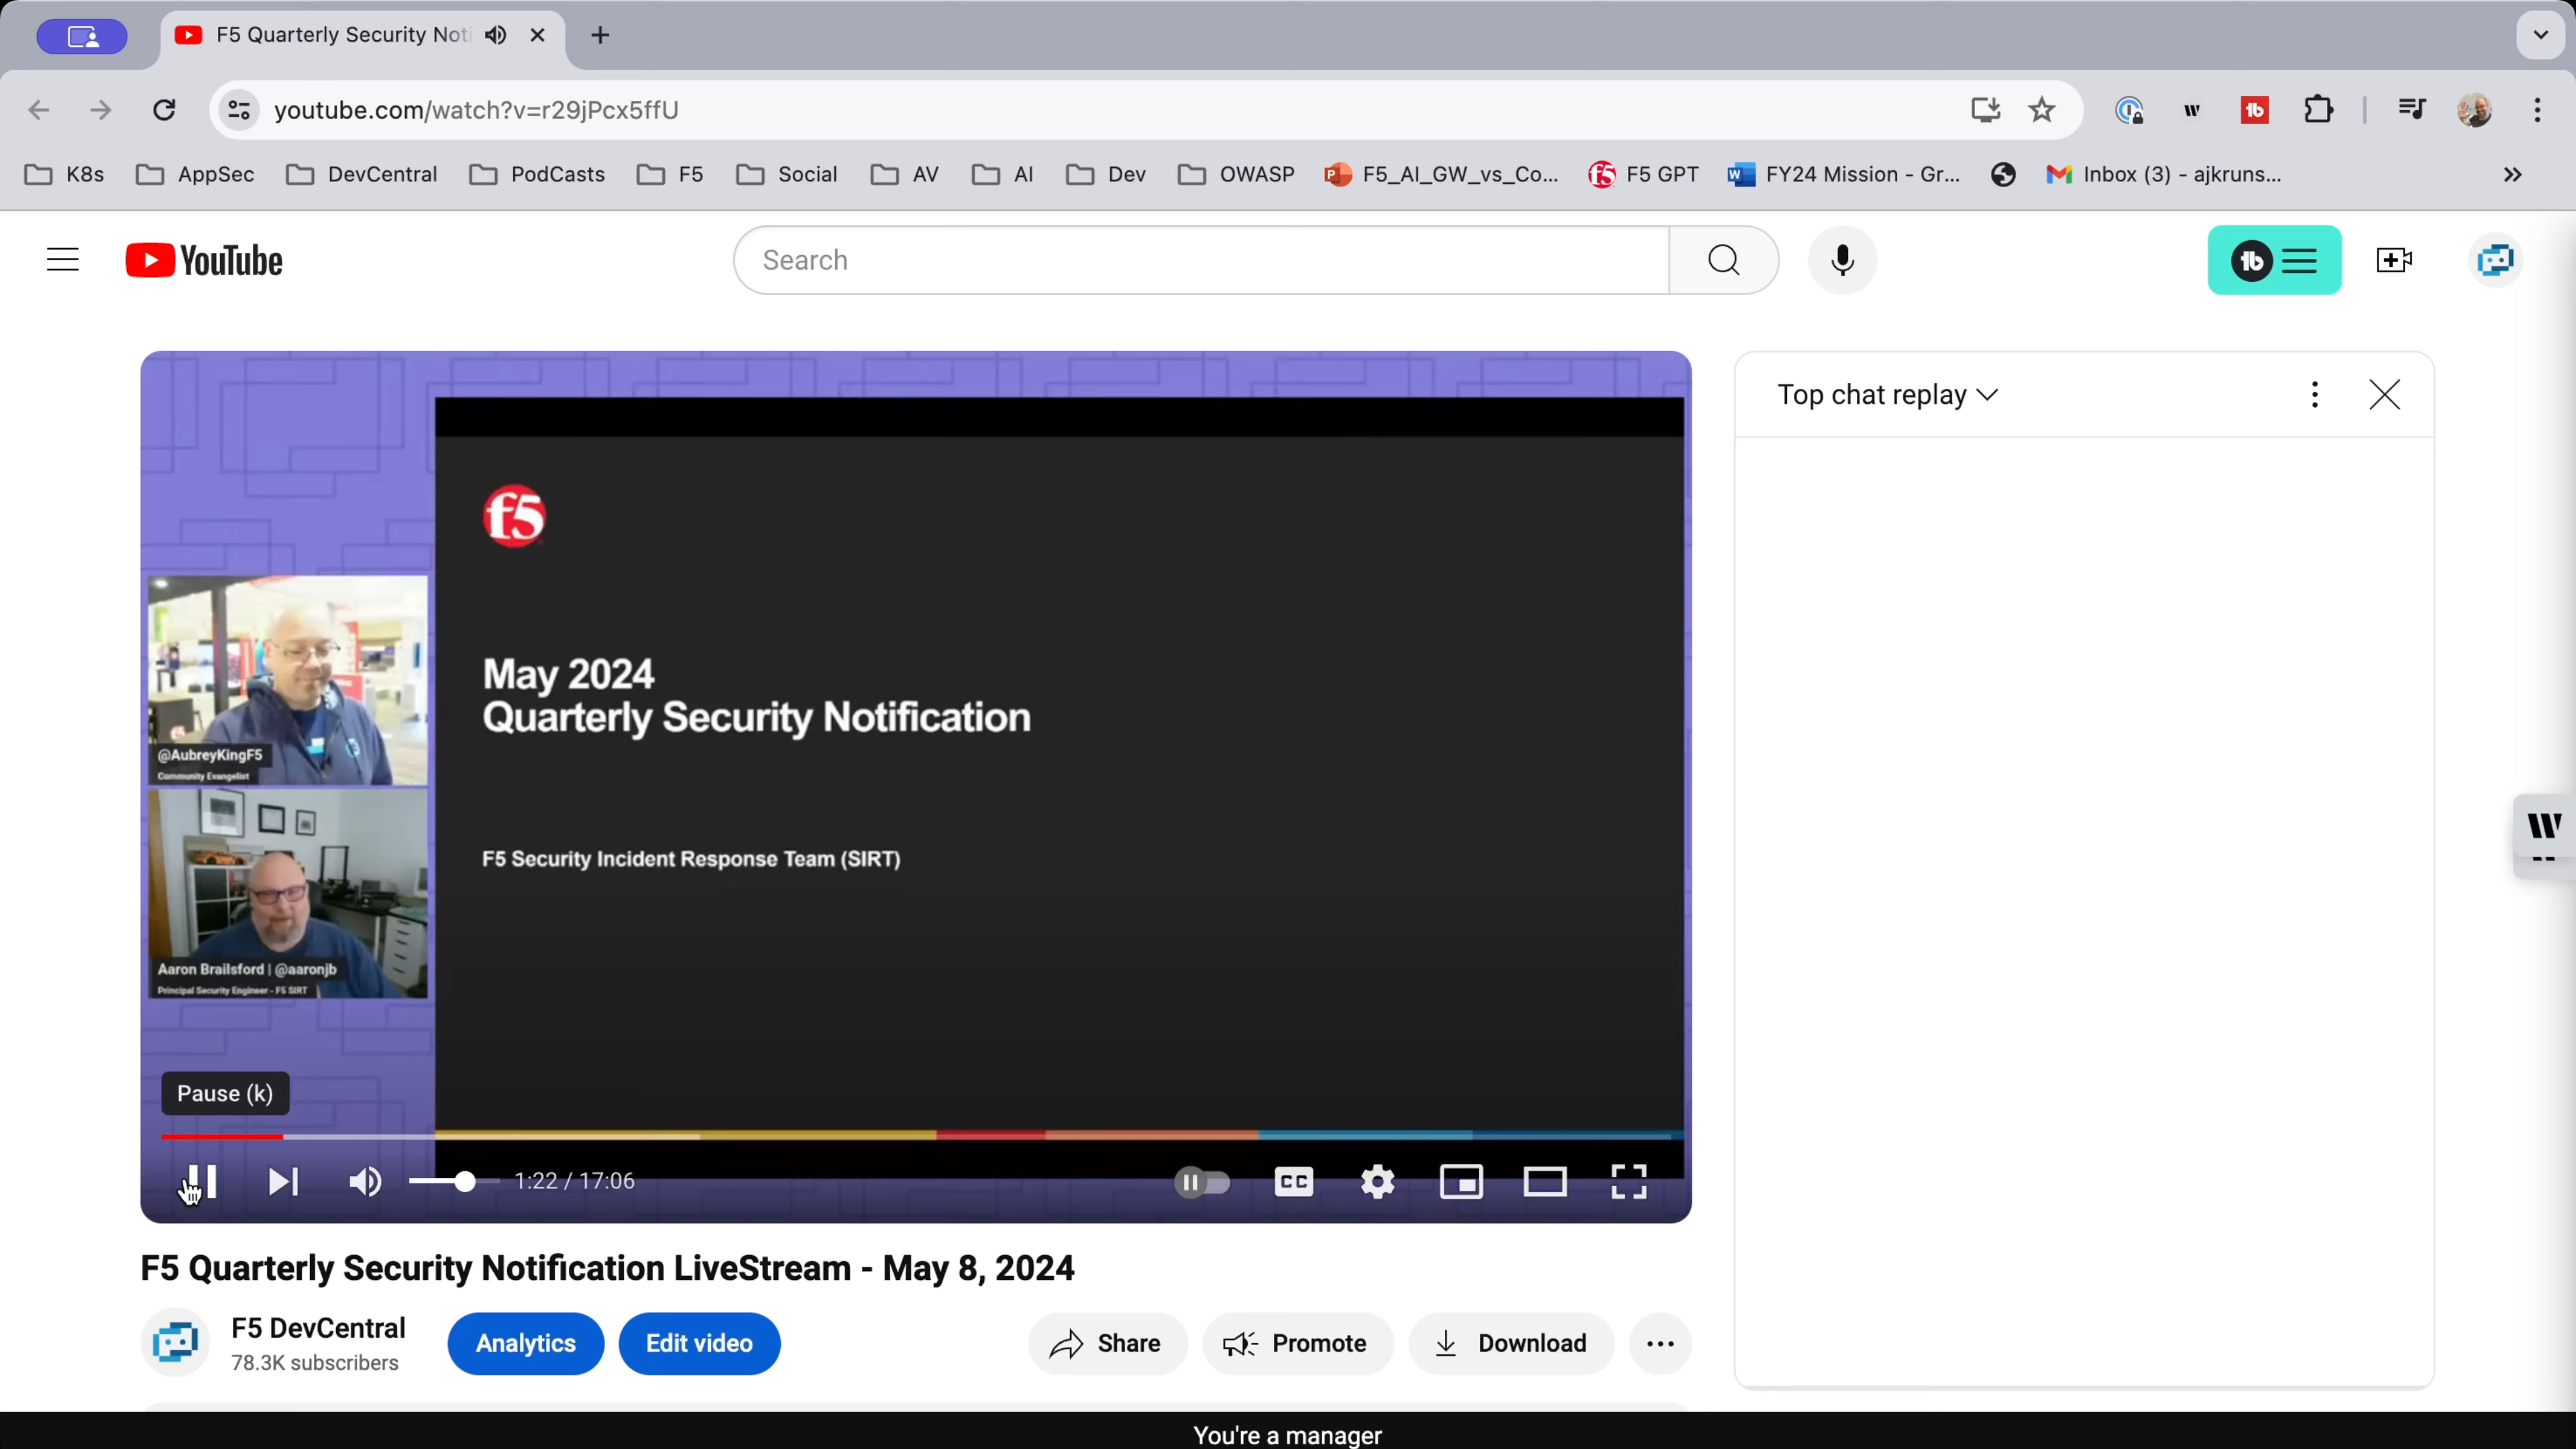 F5 Quarterly Security Noti
youtube.com/watch?v=r29jPcx5ffU
K8s
AppSec
DevCentral
PodCasts
F5
Social
AV
AI
Dev
OWASP
F5_AI_GW_vs_Co...
F5 GPT
FY24 Mission - Gr...
Inbox (3) - ajkruns...
YouTube
Search
Top chat replay
f5
May 2024
Quarterly Security Notification
F5 Security Incident Response Team (SIRT)
@AubreyKingF5
Community Evangelist
Aaron Brailsford | @aaronjb
Principal Security Engineer - F5 SIRT
Pause (k)
1:22 / 17:06
CC
F5 Quarterly Security Notification LiveStream - May 8, 2024
F5 DevCentral
78.3K subscribers
Analytics
Edit video
Share
Promote
Download
You're a manager